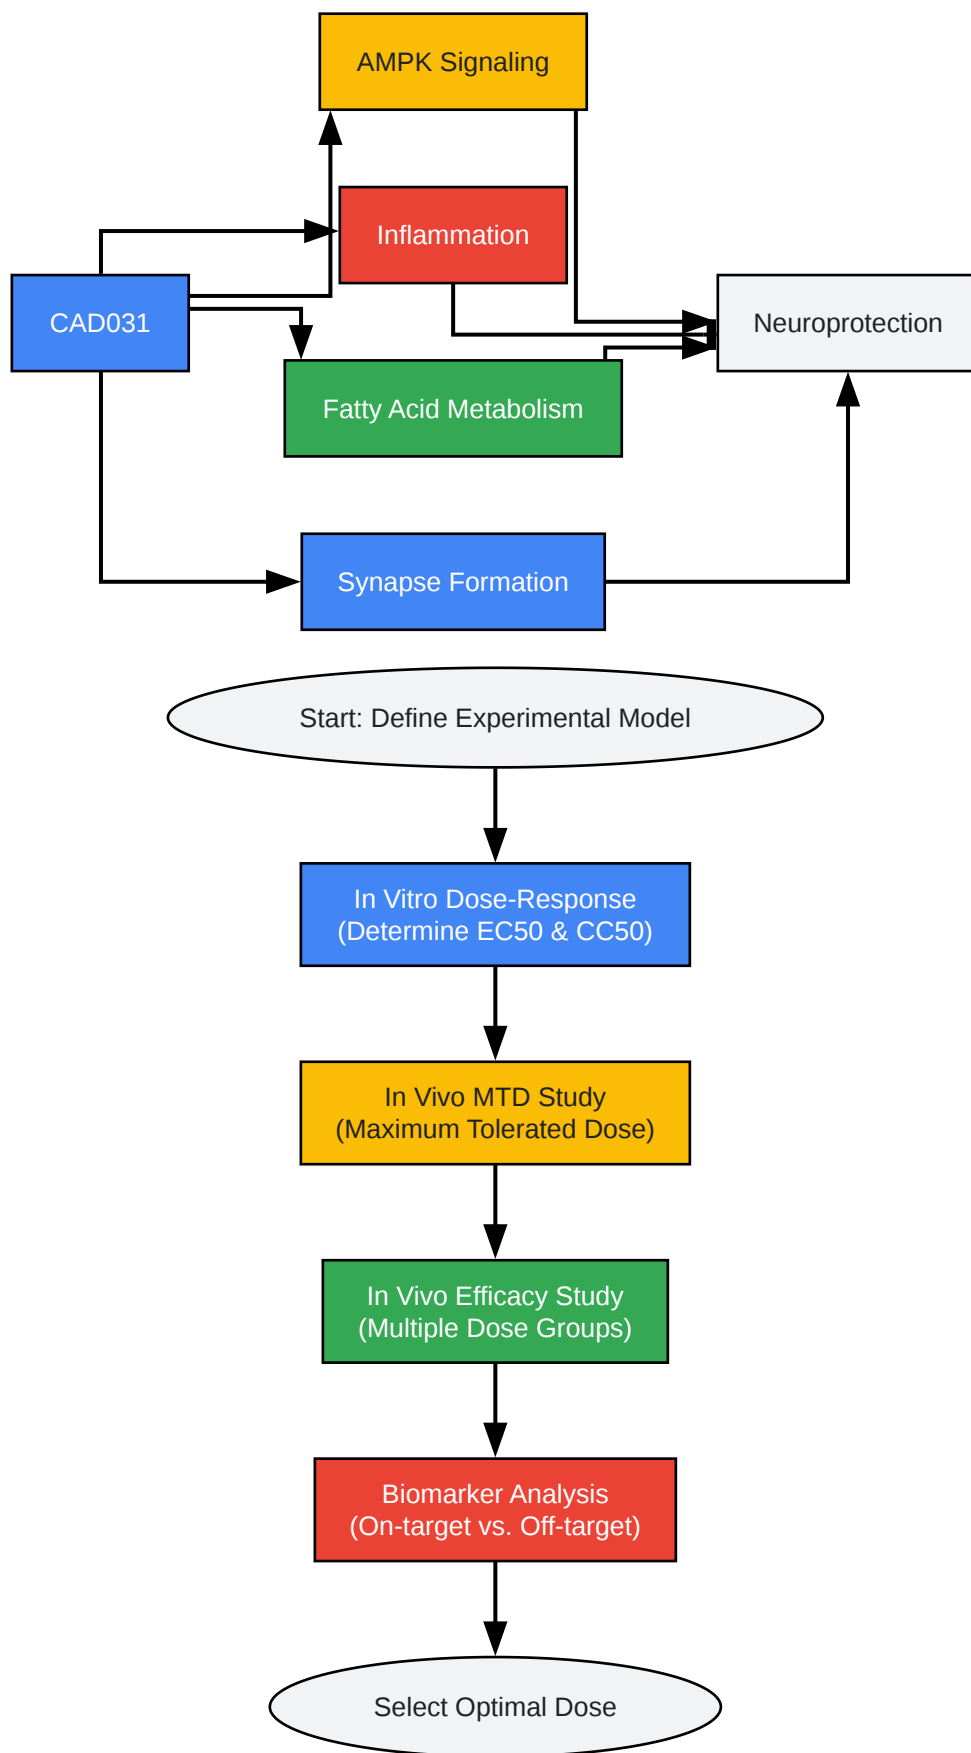 AMPK Signaling
Inflammation
CAD031
Neuroprotection
Fatty Acid Metabolism
Synapse Formation
Start: Define Experimental Model
In Vitro Dose-Response
(Determine EC50 & CC50)
In Vivo MTD Study
(Maximum Tolerated Dose)
In Vivo Efficacy Study
(Multiple Dose Groups)
Biomarker Analysis
(On-target vs. Off-target)
Select Optimal Dose